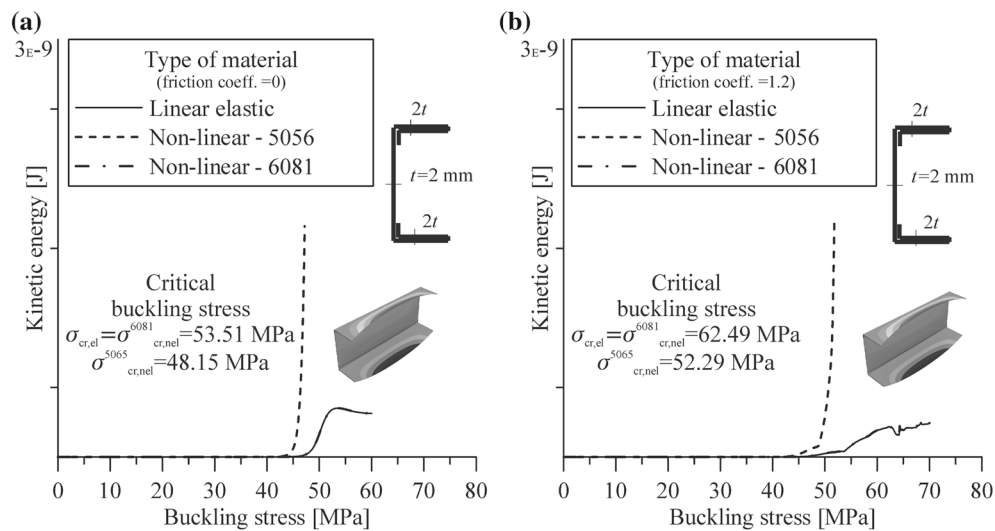 (a)
3E-9
Type of material
(friction coeff. =0)
Linear elastic
Non-linear - 5056
Non-linear - 6081
2t
t=2 mm
2t
Kinetic energy [J]
Critical
buckling stress
σcr,el=σ⁶⁰⁸¹cr,nel=53.51 MPa
σ⁵⁰⁶⁵cr,nel=48.15 MPa
0 10 20 30 40 50 60 70 80
Buckling stress [MPa]
(b)
3E-9
Type of material
(friction coeff. =1.2)
Linear elastic
Non-linear - 5056
Non-linear - 6081
2t
t=2 mm
2t
Kinetic energy [J]
Critical
buckling stress
σcr,el=σ⁶⁰⁸¹cr,nel=62.49 MPa
σ⁵⁰⁶⁵cr,nel=52.29 MPa
0 10 20 30 40 50 60 70 80
Buckling stress [MPa]